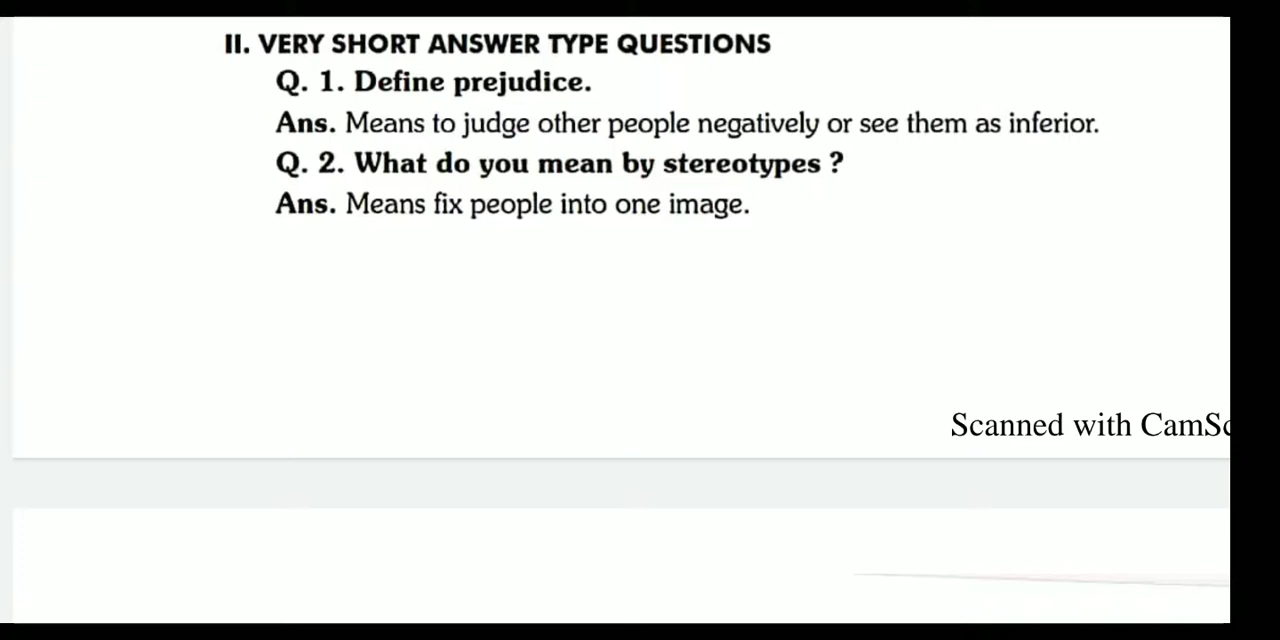 II. VERY SHORT ANSWER TYPE QUESTIONS
Q. 1. Define prejudice.
Ans. Means to judge other people negatively or see them as inferior.
Q. 2. What do you mean by stereotypes ?
Ans. Means fix people into one image.
Scanned with CamSc